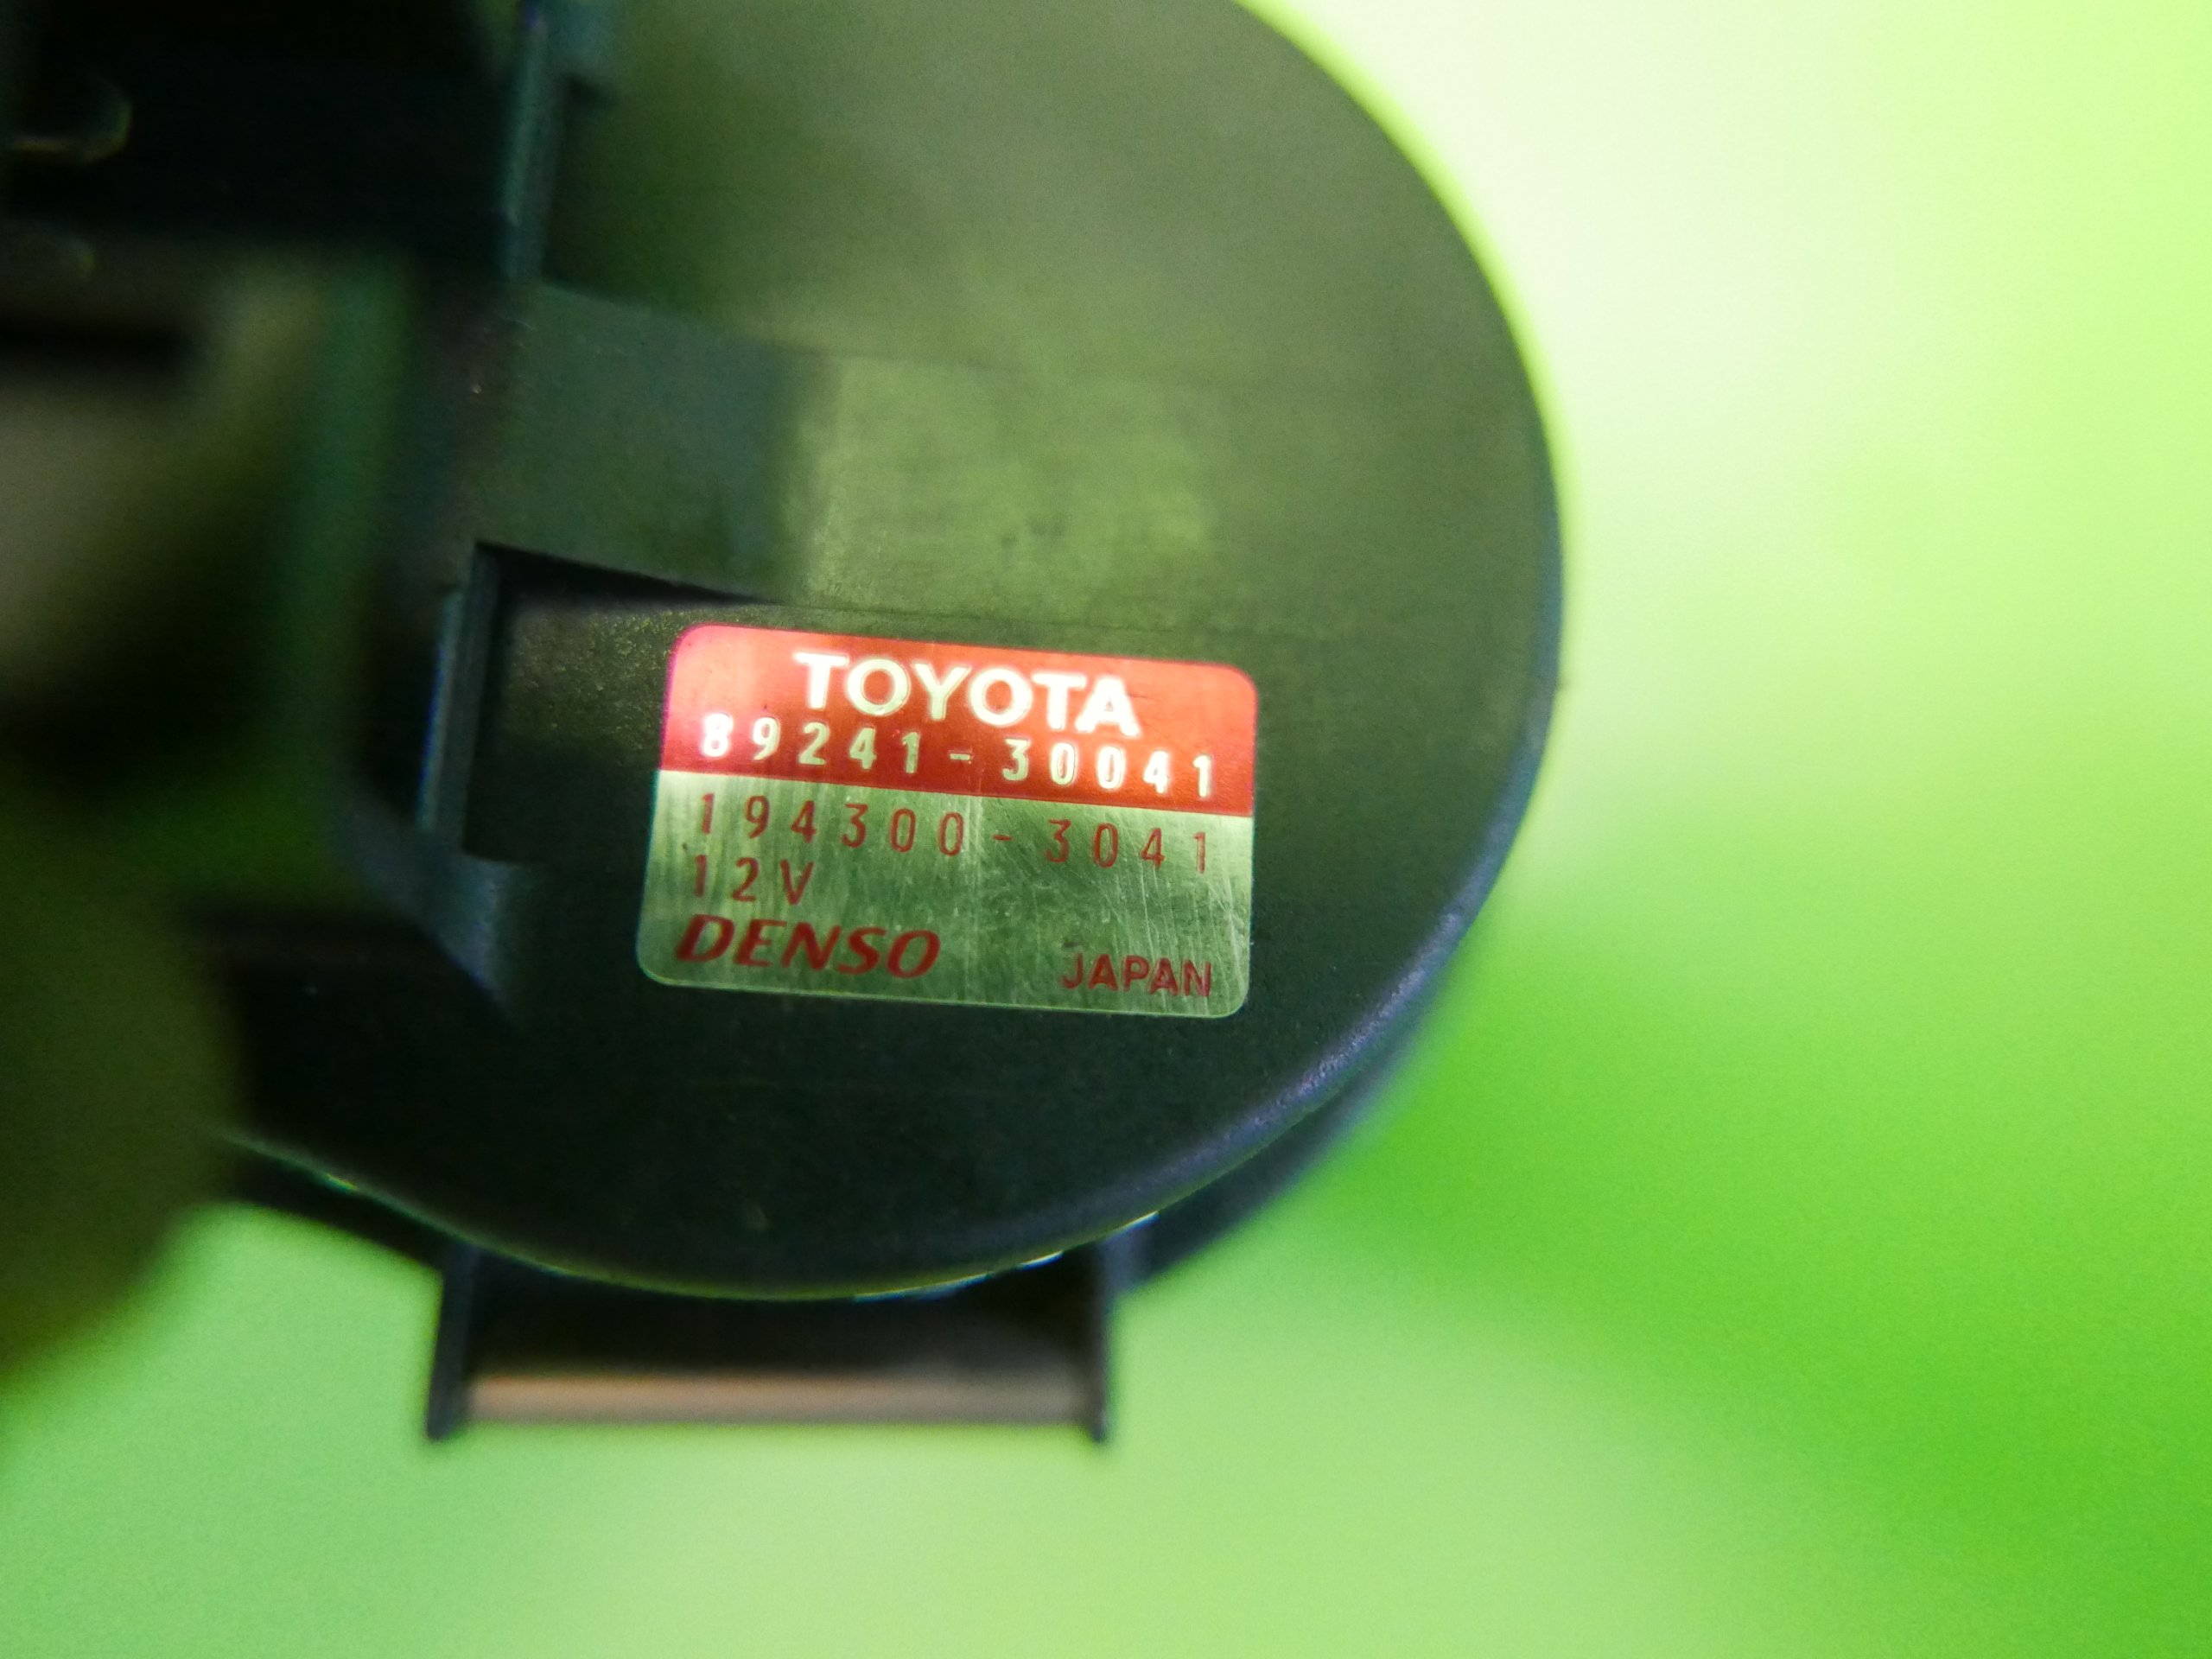 TOYOTA
89241-30041
194300-3041
12V
DENSO JAPAN